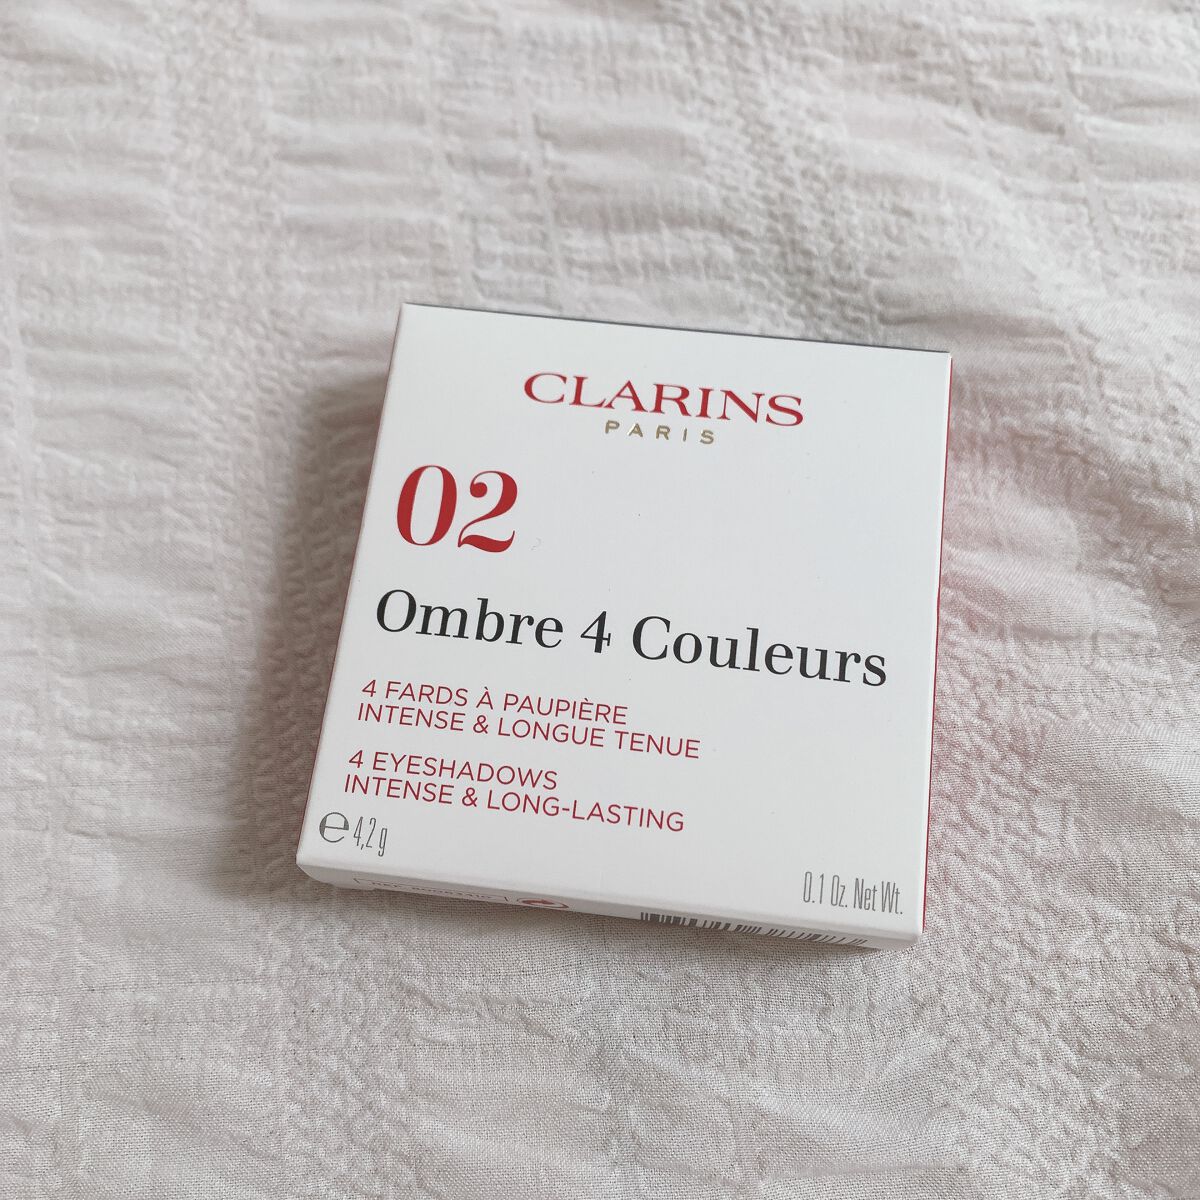 CLARINS
PARIS
02
Ombre 4 Couleurs
4 FARDS À PAUPIÈRE
INTENSE & LONGUE TENUE
4 EYESHADOWS
INTENSE & LONG-LASTING
℮ 4,2 g
0.1 Oz. Net Wt.